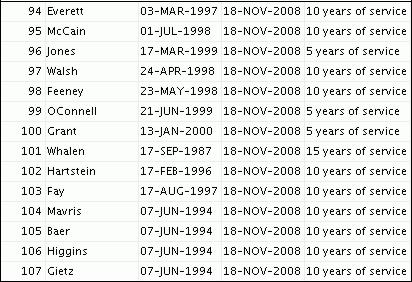 94 Everett 03-MAR-1997 18-NOV-2008 10 years of service
95 McCain 01-JUL-1998 18-NOV-2008 10 years of service
96 Jones 17-MAR-1999 18-NOV-2008 5 years of service
97 Walsh 24-APR-1998 18-NOV-2008 10 years of service
98 Feeney 23-MAY-1998 18-NOV-2008 10 years of service
99 OConnell 21-JUN-1999 18-NOV-2008 5 years of service
100 Grant 13-JAN-2000 18-NOV-2008 5 years of service
101 Whalen 17-SEP-1987 18-NOV-2008 15 years of service
102 Hartstein 17-FEB-1996 18-NOV-2008 10 years of service
103 Fay 17-AUG-1997 18-NOV-2008 10 years of service
104 Mavris 07-JUN-1994 18-NOV-2008 10 years of service
105 Baer 07-JUN-1994 18-NOV-2008 10 years of service
106 Higgins 07-JUN-1994 18-NOV-2008 10 years of service
107 Gietz 07-JUN-1994 18-NOV-2008 10 years of service